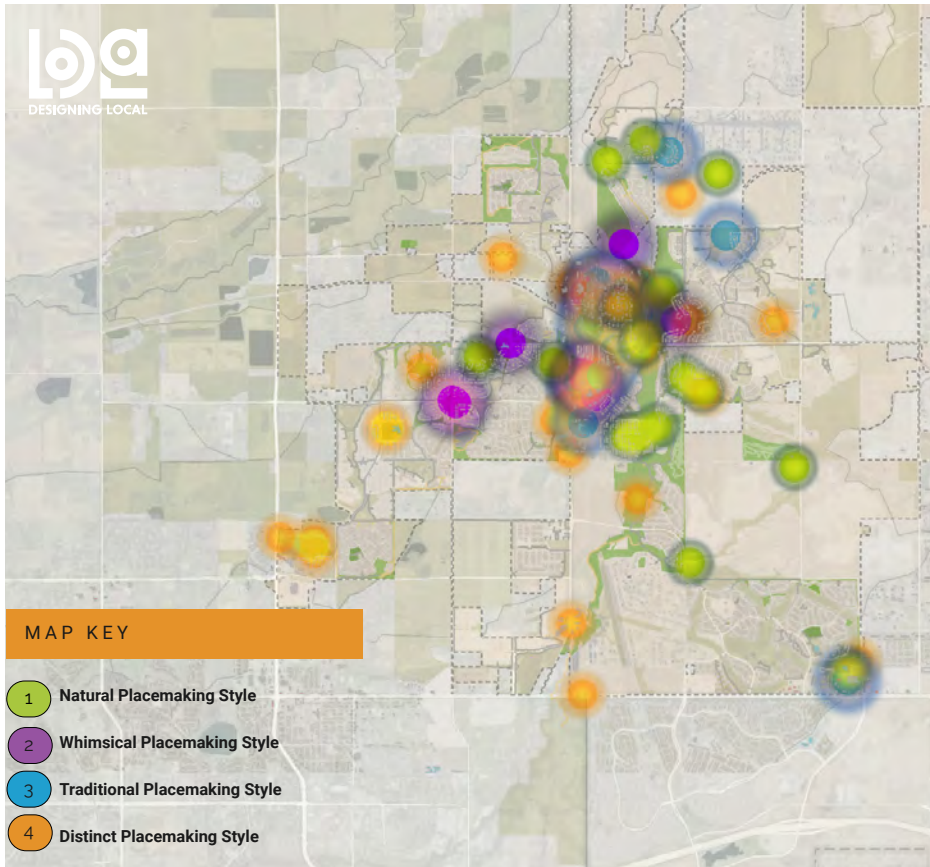 DESIGNING LOCAL
MAP KEY
1 Natural Placemaking Style
2 Whimsical Placemaking Style
3 Traditional Placemaking Style
4 Distinct Placemaking Style